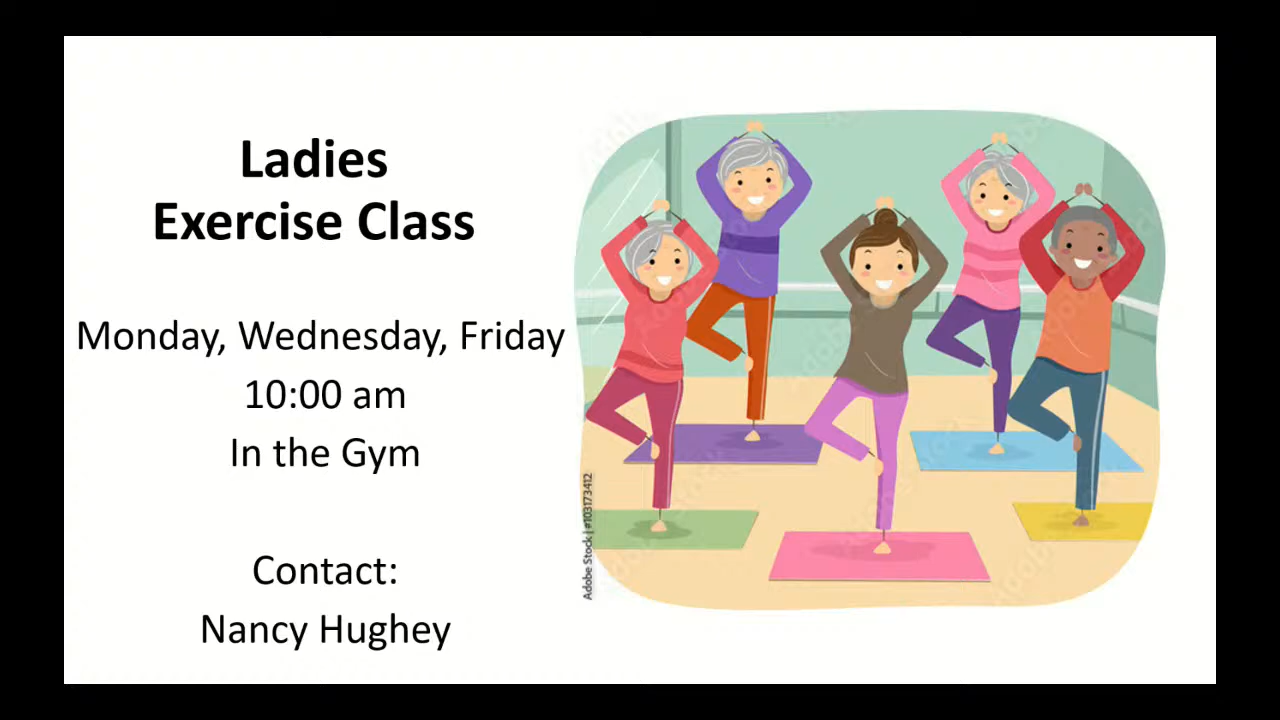 Ladies
Exercise Class
Monday, Wednesday, Friday
10:00 am
In the Gym
Contact:
Nancy Hughey
Adobe Stock | #103173412